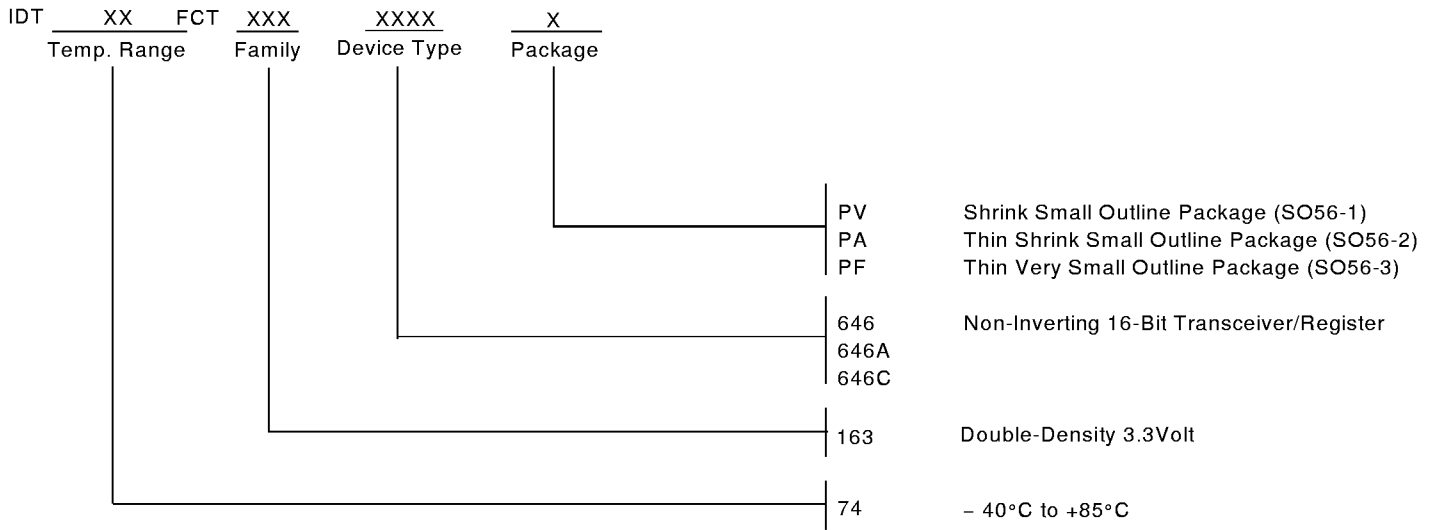 IDT XX FCT XXX XXXX X
Temp. Range Family Device Type Package
PV Shrink Small Outline Package (SO56-1)
PA Thin Shrink Small Outline Package (SO56-2)
PF Thin Very Small Outline Package (SO56-3)
646 Non-Inverting 16-Bit Transceiver/Register
646A
646C
163 Double-Density 3.3Volt
74 – 40°C to +85°C